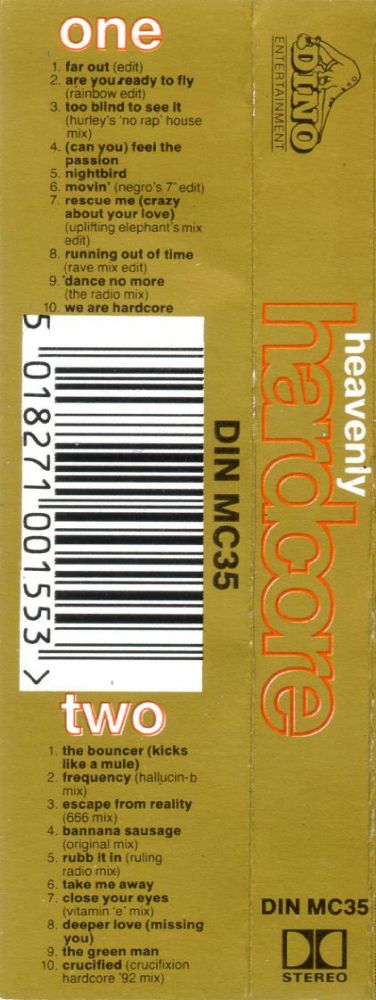 one
1. far out (edit)
2. are you ready to fly
(rainbow edit)
3. too blind to see it
(hurley's 'no rap' house
mix)
4. (can you) feel the
passion
5. nightbird
6. movin' (negro's 7" edit)
7. rescue me (crazy
about your love)
(uplifting elephant's mix
edit)
8. running out of time
(rave mix edit)
9. dance no more
(the radio mix)
10. we are hardcore
5 018271 001553 >
DIN MC35
two
1. the bouncer (kicks
like a mule)
2. frequency (hallucin-b
mix)
3. escape from reality
(666 mix)
4. bannana sausage
(original mix)
5. rubb it in (ruling
radio mix)
6. take me away
7. close your eyes
(vitamin 'e' mix)
8. deeper love (missing
you)
9. the green man
10. crucified (crucifixion
hardcore '92 mix)
DINO
ENTERTAINMENT
heavenly
hardcore
DIN MC35
STEREO